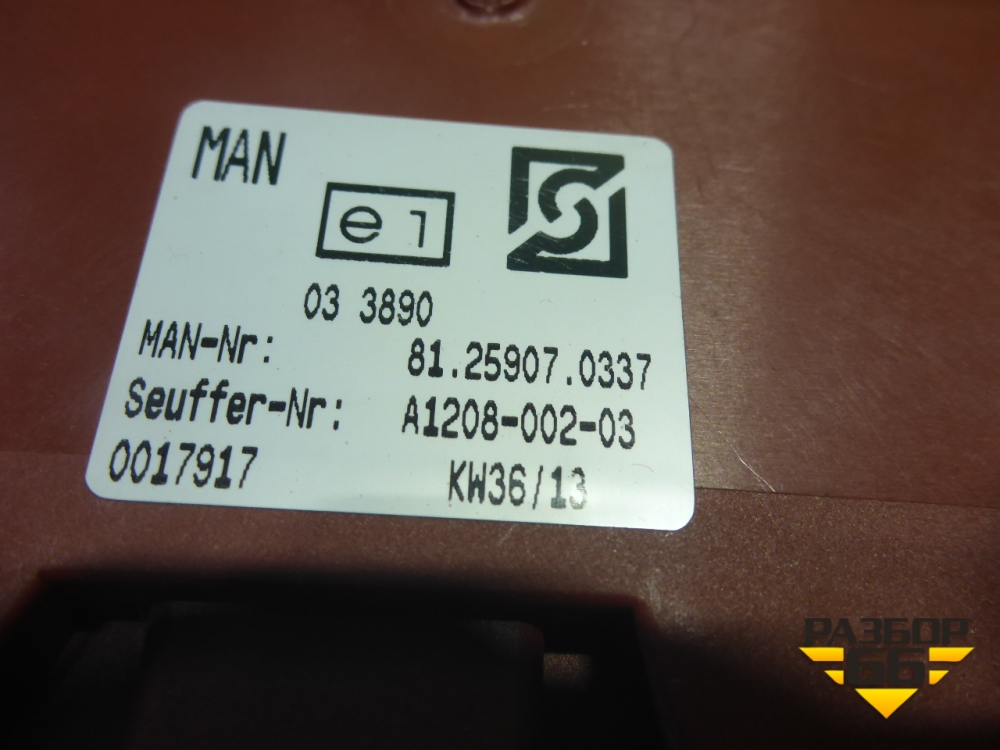 MAN
e1
03 3890
MAN-Nr: 81.25907.0337
Seuffer-Nr: A1208-002-03
0017917 KW36/13
РАЗБОР
66